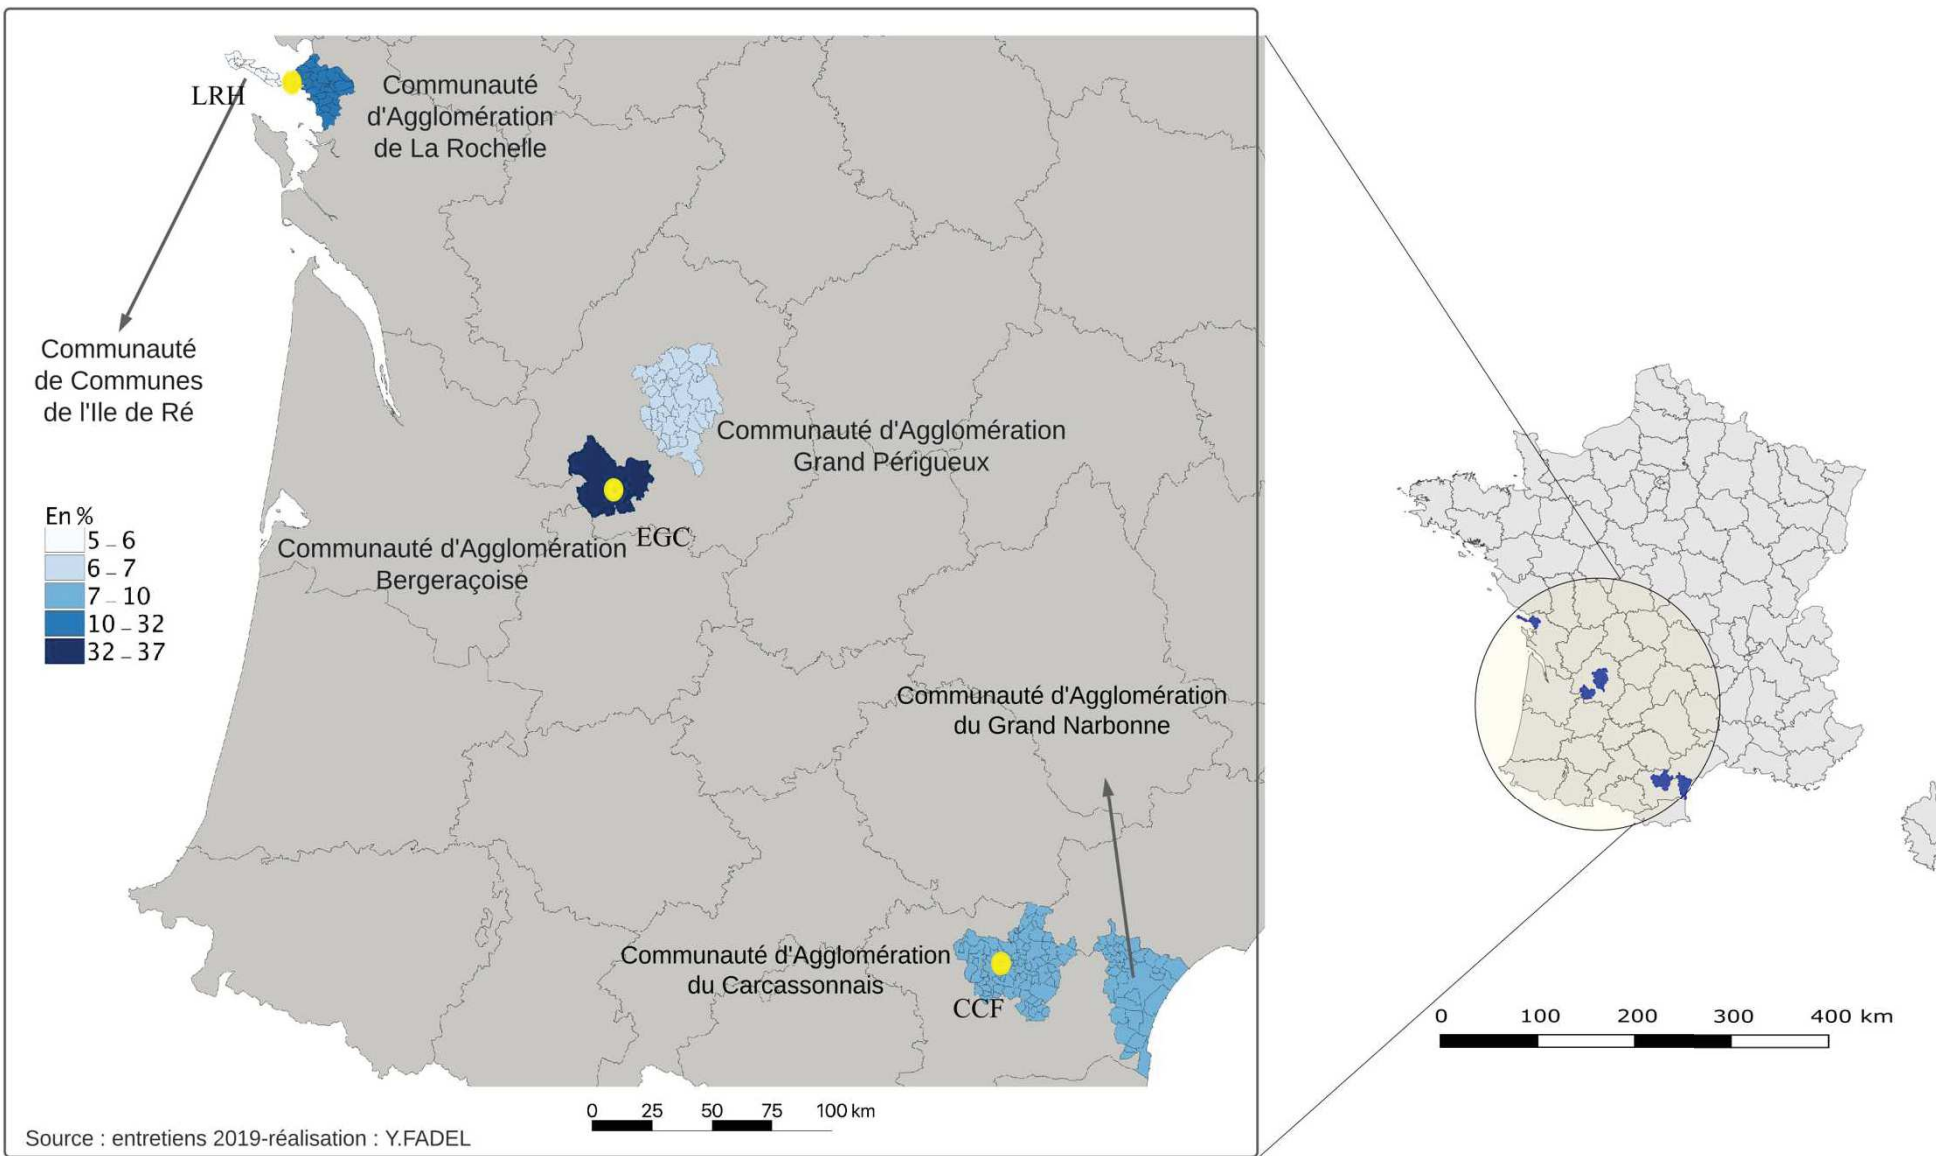 LRH
Communauté
d'Agglomération
de La Rochelle
Communauté
de Communes
de l'Ile de Ré
Communauté d'Agglomération
Grand Périgueux
En %
5 – 6
6 – 7
7 – 10
10 – 32
32 – 37
EGC
Communauté d'Agglomération
Bergeraçoise
Communauté d'Agglomération
du Grand Narbonne
Communauté d'Agglomération
du Carcassonnais
CCF
0 25 50 75 100 km
Source : entretiens 2019-réalisation : Y.FADEL
0 100 200 300 400 km